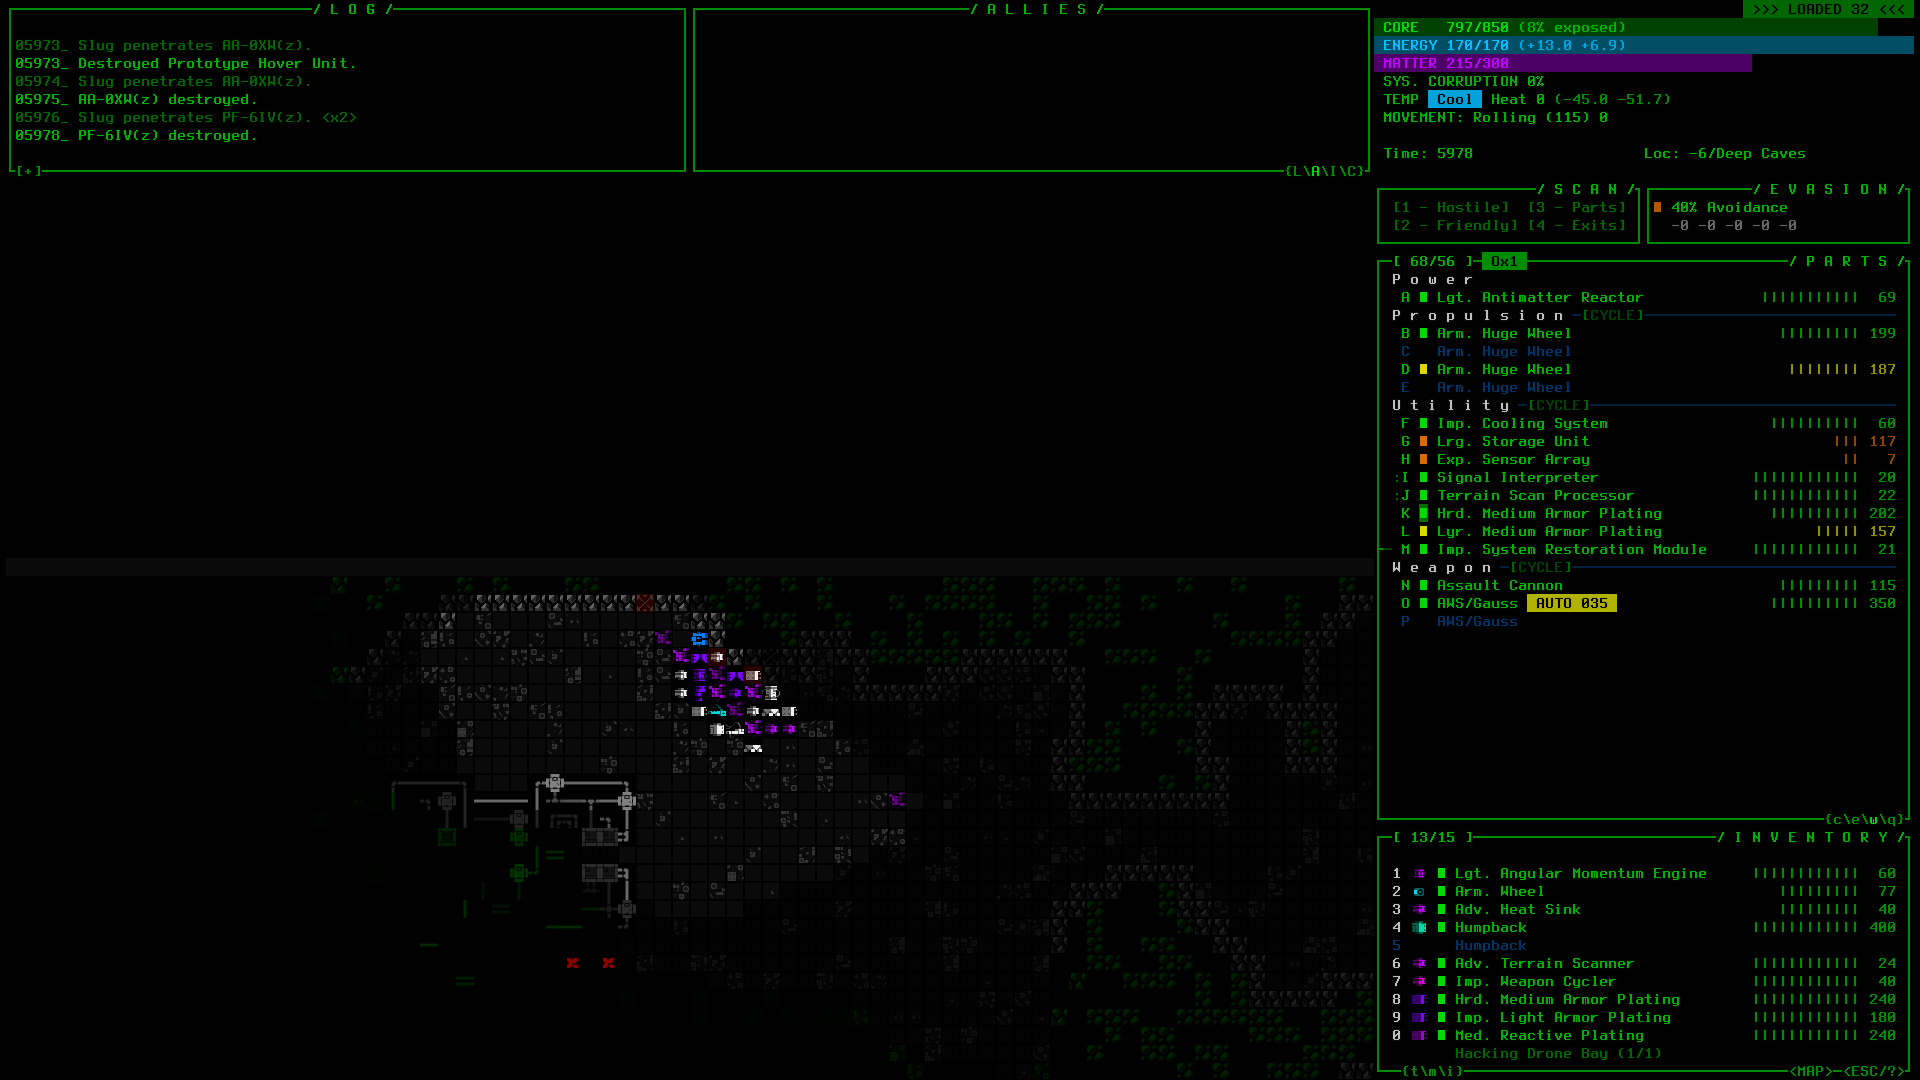 / L O G /
05973_ Slug penetrates AA-0XW(z).
05973_ Destroyed Prototype Hover Unit.
05974_ Slug penetrates AA-0XW(z).
05975_ AA-0XW(z) destroyed.
05976_ Slug penetrates PF-6IV(z). <x2>
05978_ PF-6IV(z) destroyed.
[+]
/ A L L I E S /
{L\A\I\C}
>>> LOADED 32 <<<
CORE 797/850 (8% exposed)
ENERGY 170/170 (+13.0 +6.9)
MATTER 215/300
SYS. CORRUPTION 0%
TEMP Cool Heat 0 (-45.0 -51.7)
MOVEMENT: Rolling (115) 0
Time: 5978 Loc: -6/Deep Caves
/ S C A N /
[1 - Hostile] [3 - Parts]
[2 - Friendly] [4 - Exits]
/ E V A S I O N /
40% Avoidance
-0 -0 -0 -0 -0
[ 68/56 ] 0x1 / P A R T S /
P o w e r
A Lgt. Antimatter Reactor 69
P r o p u l s i o n [CYCLE]
B Arm. Huge Wheel 199
C Arm. Huge Wheel
D Arm. Huge Wheel 187
E Arm. Huge Wheel
U t i l i t y [CYCLE]
F Imp. Cooling System 60
G Lrg. Storage Unit 117
H Exp. Sensor Array 7
:I Signal Interpreter 20
:J Terrain Scan Processor 22
K Hrd. Medium Armor Plating 202
L Lyr. Medium Armor Plating 157
M Imp. System Restoration Module 21
W e a p o n [CYCLE]
N Assault Cannon 115
O AWS/Gauss AUTO 035 350
P AWS/Gauss
{c\e\w\q}
[ 13/15 ] / I N V E N T O R Y /
1 Lgt. Angular Momentum Engine 60
2 Arm. Wheel 77
3 Adv. Heat Sink 40
4 Humpback 400
5 Humpback
6 Adv. Terrain Scanner 24
7 Imp. Weapon Cycler 40
8 Hrd. Medium Armor Plating 240
9 Imp. Light Armor Plating 180
0 Med. Reactive Plating 240
Hacking Drone Bay (1/1)
{t\m\i} <MAP> <ESC/?>